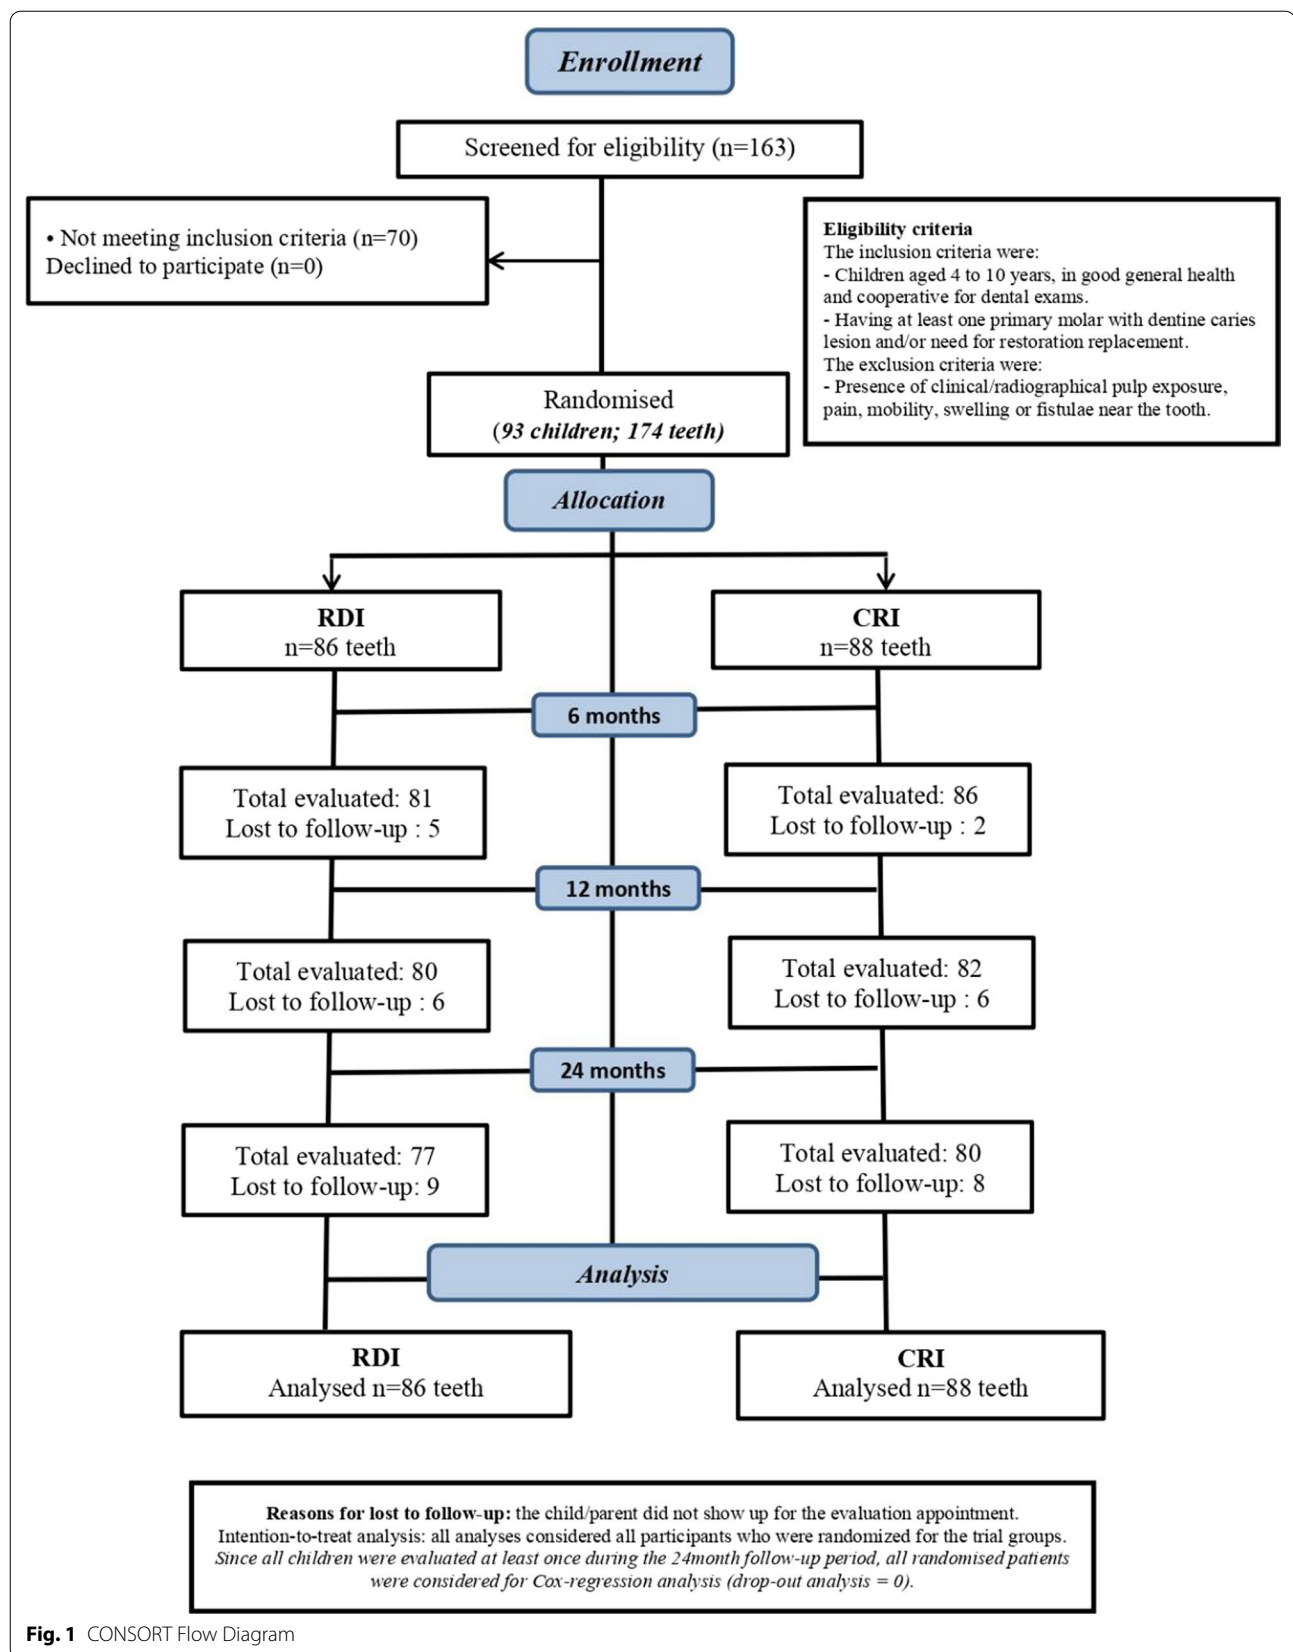 Enrollment
Screened for eligibility (n=163)
• Not meeting inclusion criteria (n=70)
Declined to participate (n=0)
Eligibility criteria
The inclusion criteria were:
- Children aged 4 to 10 years, in good general health
and cooperative for dental exams.
- Having at least one primary molar with dentine caries
lesion and/or need for restoration replacement.
The exclusion criteria were:
- Presence of clinical/radiographical pulp exposure,
pain, mobility, swelling or fistulae near the tooth.
Randomised
(93 children; 174 teeth)
Allocation
RDI
n=86 teeth
CRI
n=88 teeth
6 months
Total evaluated: 81
Lost to follow-up : 5
Total evaluated: 86
Lost to follow-up : 2
12 months
Total evaluated: 80
Lost to follow-up : 6
Total evaluated: 82
Lost to follow-up : 6
24 months
Total evaluated: 77
Lost to follow-up: 9
Total evaluated: 80
Lost to follow-up: 8
Analysis
RDI
Analysed n=86 teeth
CRI
Analysed n=88 teeth
Reasons for lost to follow-up: the child/parent did not show up for the evaluation appointment.
Intention-to-treat analysis: all analyses considered all participants who were randomized for the trial groups.
Since all children were evaluated at least once during the 24month follow-up period, all randomised patients
were considered for Cox-regression analysis (drop-out analysis = 0).
Fig. 1 CONSORT Flow Diagram